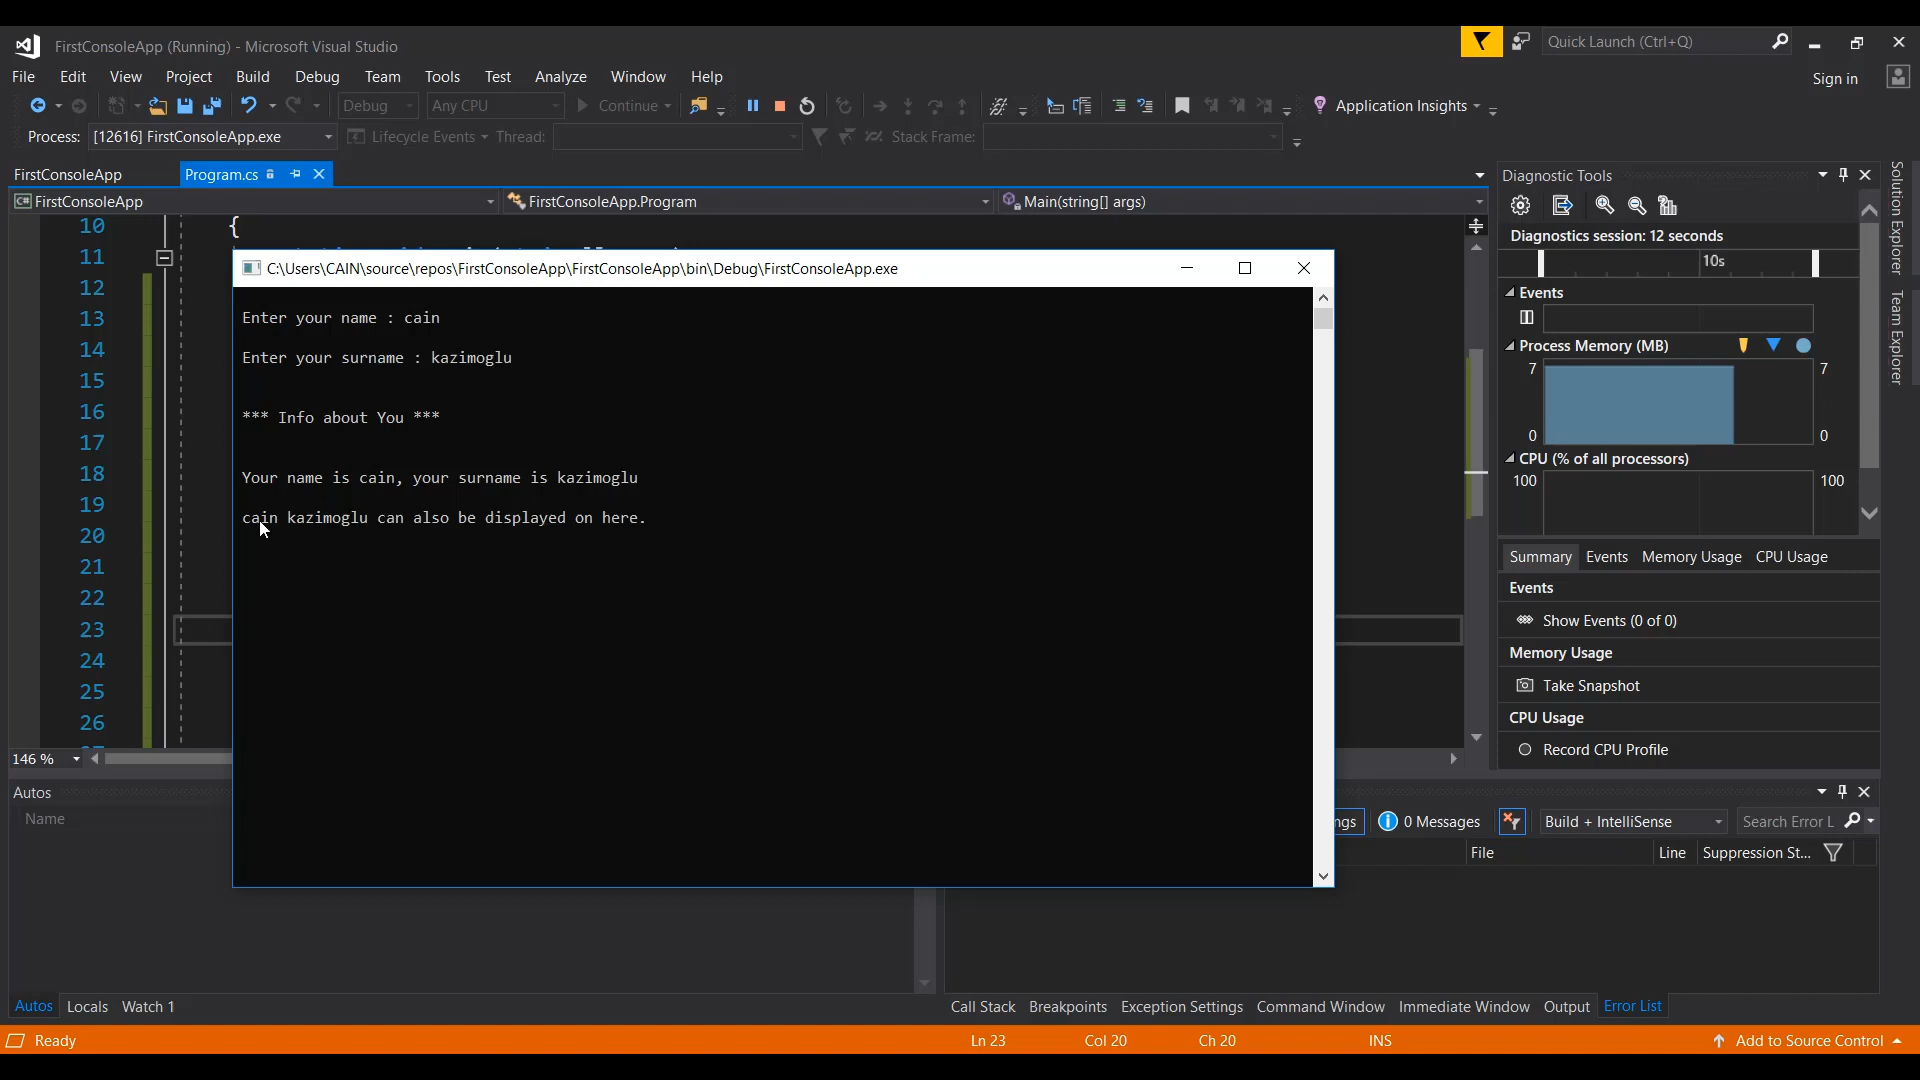 FirstConsoleApp (Running) - Microsoft Visual Studio
Quick Launch (Ctrl+Q)
File Edit View Project Build Debug Team Tools Test Analyze Window Help
Sign in
Debug Any CPU Continue Application Insights
Process: [12616] FirstConsoleApp.exe Lifecycle Events Thread: Stack Frame:
FirstConsoleApp Program.cs
FirstConsoleApp FirstConsoleApp.Program Main(string[] args)
10 {
11
12
13
14
15
16
17
18
19
20
21
22
23
24
25
26
146 %
C:\Users\CAIN\source\repos\FirstConsoleApp\FirstConsoleApp\bin\Debug\FirstConsoleApp.exe
Enter your name : cain
Enter your surname : kazimoglu
*** Info about You ***
Your name is cain, your surname is kazimoglu
cain kazimoglu can also be displayed on here.
Diagnostic Tools
Diagnostics session: 12 seconds
10s
Events
Process Memory (MB)
7 7
0 0
CPU (% of all processors)
100 100
Summary Events Memory Usage CPU Usage
Events
Show Events (0 of 0)
Memory Usage
Take Snapshot
CPU Usage
Record CPU Profile
Solution Explorer
Team Explorer
Autos
Name
ngs 0 Messages Build + IntelliSense Search Error L
File Line Suppression St...
Autos Locals Watch 1
Call Stack Breakpoints Exception Settings Command Window Immediate Window Output Error List
Ready Ln 23 Col 20 Ch 20 INS Add to Source Control